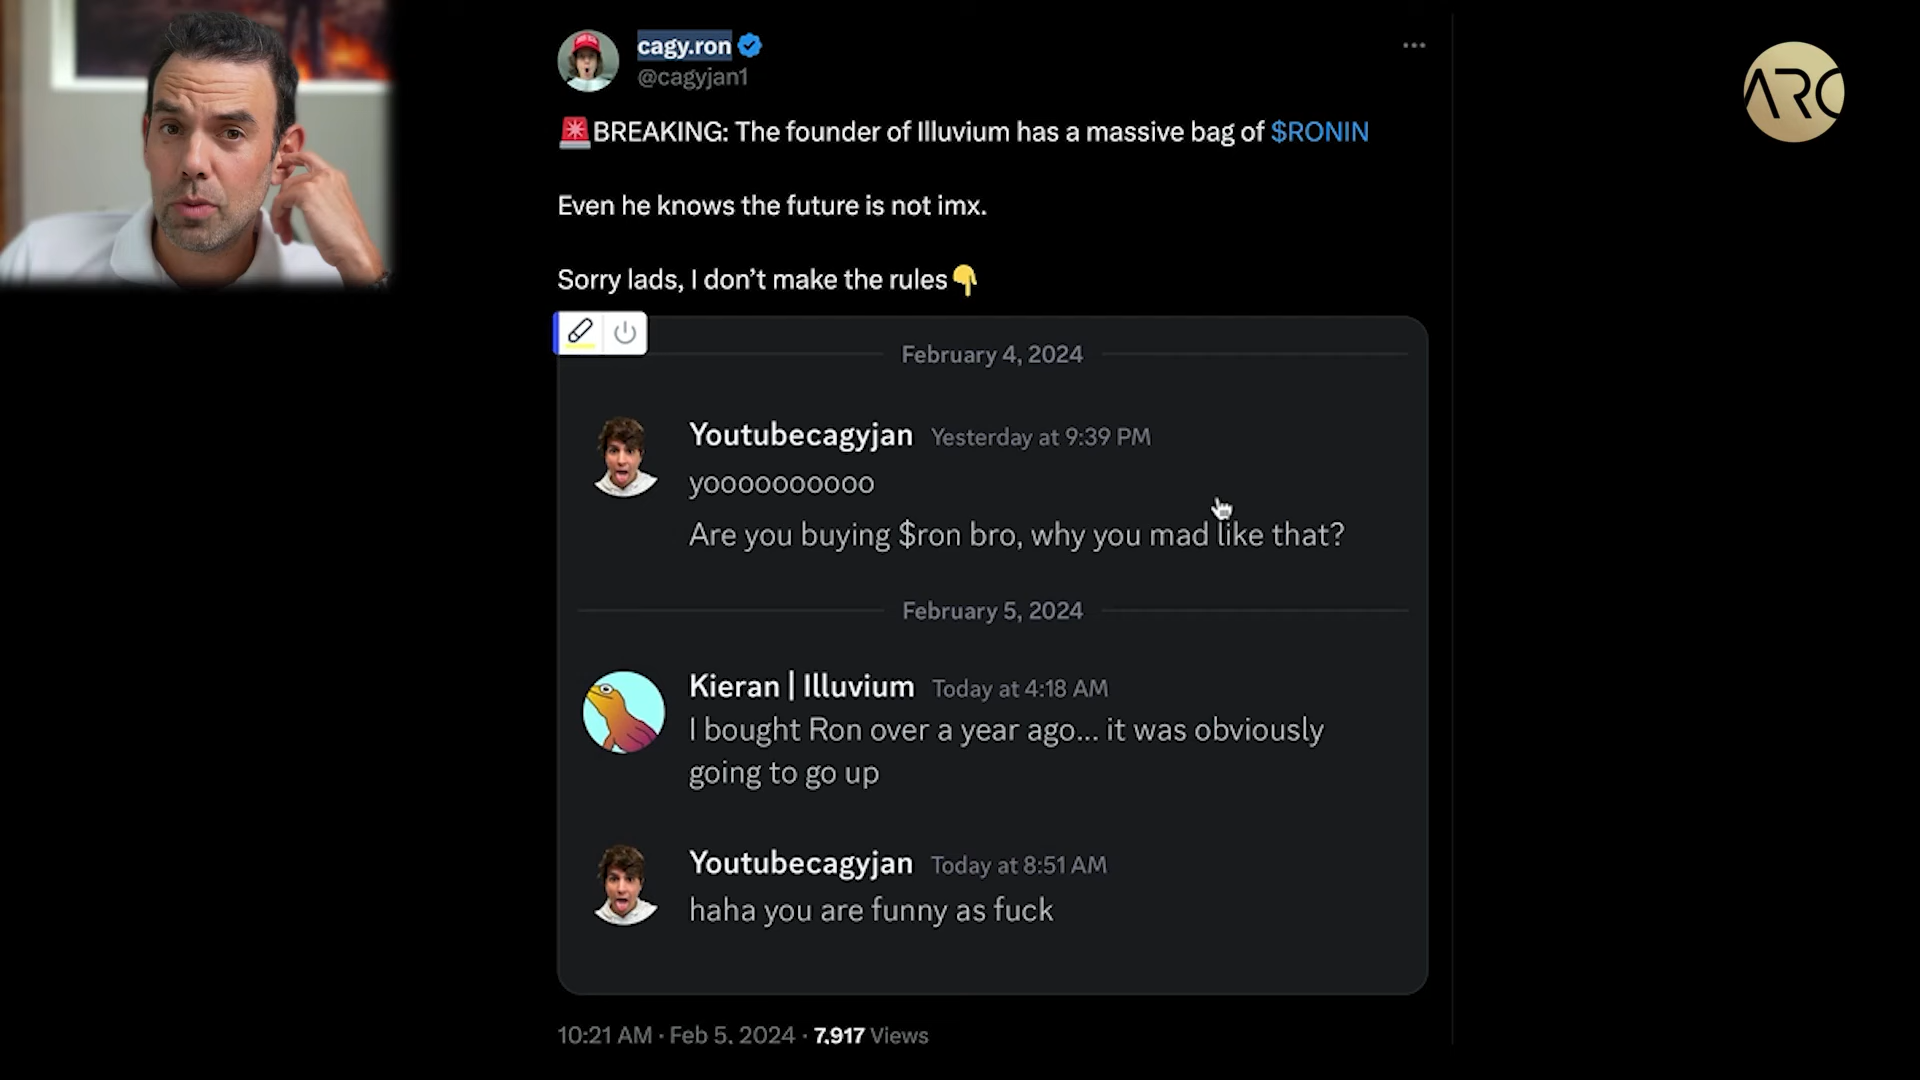 cagy.ron
@cagyjan1
ARC
🚨BREAKING: The founder of Illuvium has a massive bag of $RONIN
Even he knows the future is not imx.
Sorry lads, I don’t make the rules👇
February 4, 2024
Youtubecagyjan Yesterday at 9:39 PM
yoooooooooo
Are you buying $ron bro, why you mad like that?
February 5, 2024
Kieran | Illuvium Today at 4:18 AM
I bought Ron over a year ago... it was obviously
going to go up
Youtubecagyjan Today at 8:51 AM
haha you are funny as fuck
10:21 AM · Feb 5, 2024 · 7,917 Views